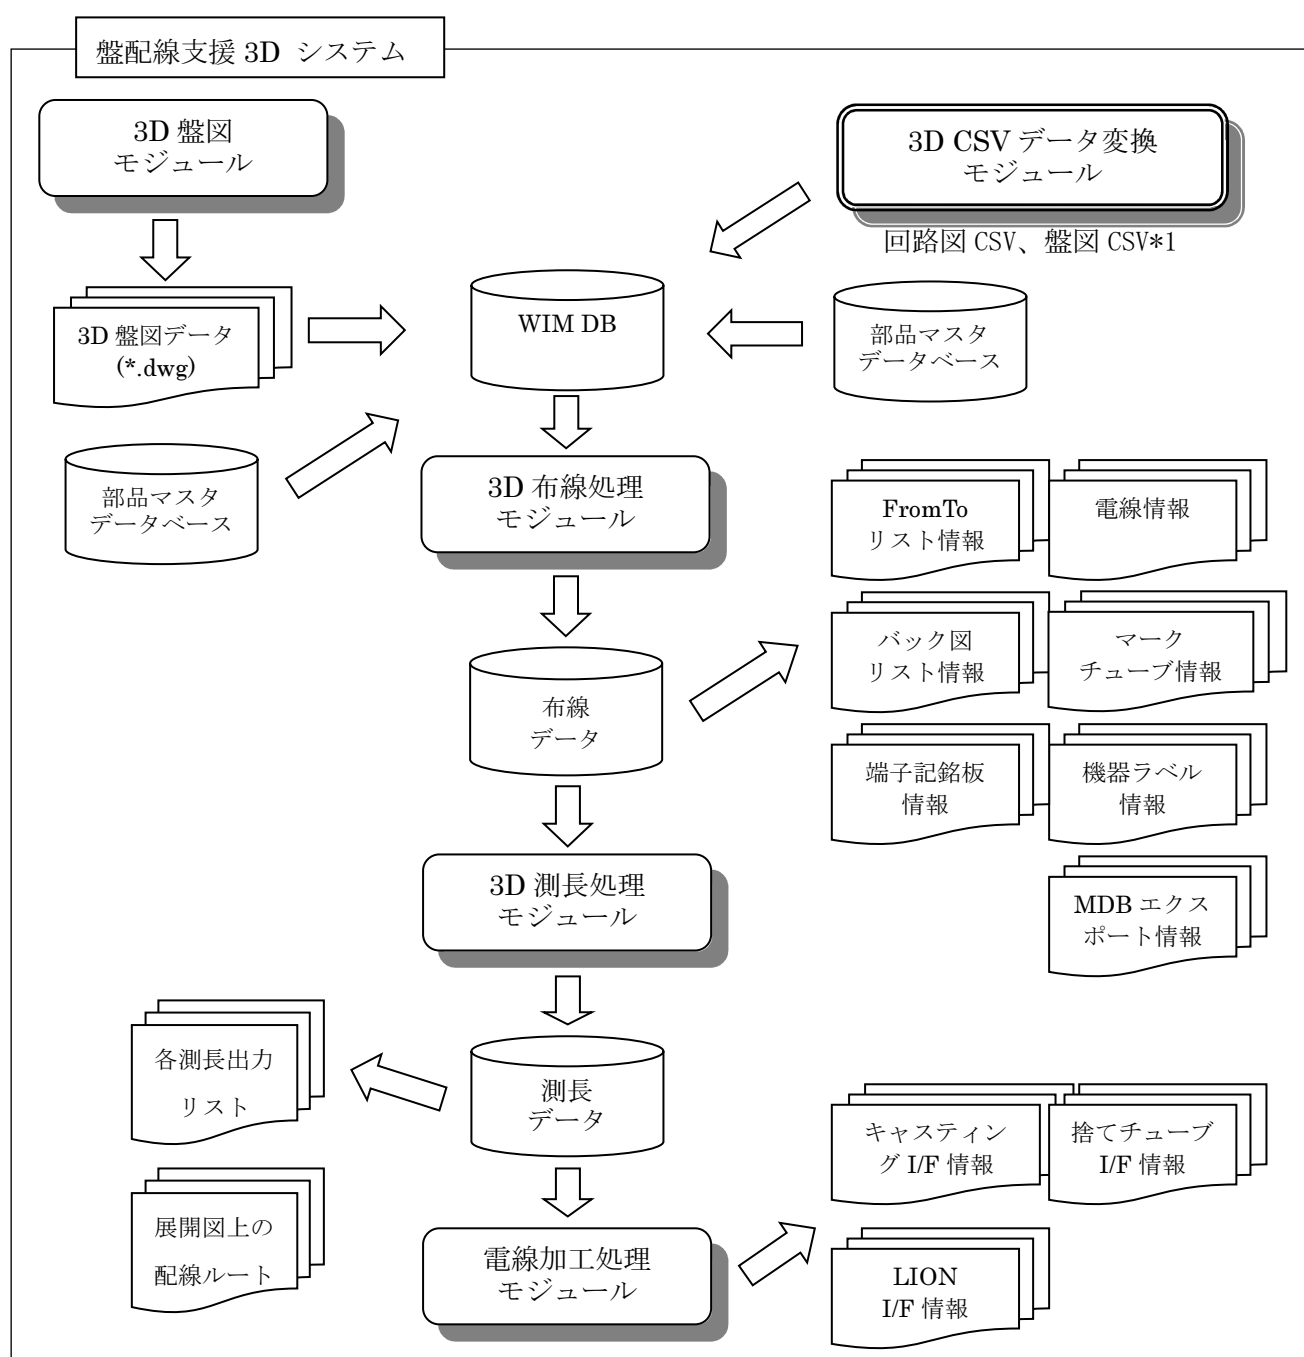 盤配線支援 3D システム
3D 盤図
モジュール
3D CSV データ変換
モジュール
回路図 CSV、盤図 CSV*1
3D 盤図データ
(*.dwg)
WIM DB
部品マスタ
データベース
部品マスタ
データベース
3D 布線処理
モジュール
FromTo
リスト情報
電線情報
バック図
リスト情報
マーク
チューブ情報
布線
データ
端子記銘板
情報
機器ラベル
情報
3D 測長処理
モジュール
MDB エクス
ポート情報
各測長出力
リスト
測長
データ
キャスティン
グ I/F 情報
捨てチューブ
I/F 情報
展開図上の
配線ルート
電線加工処理
モジュール
LION
I/F 情報